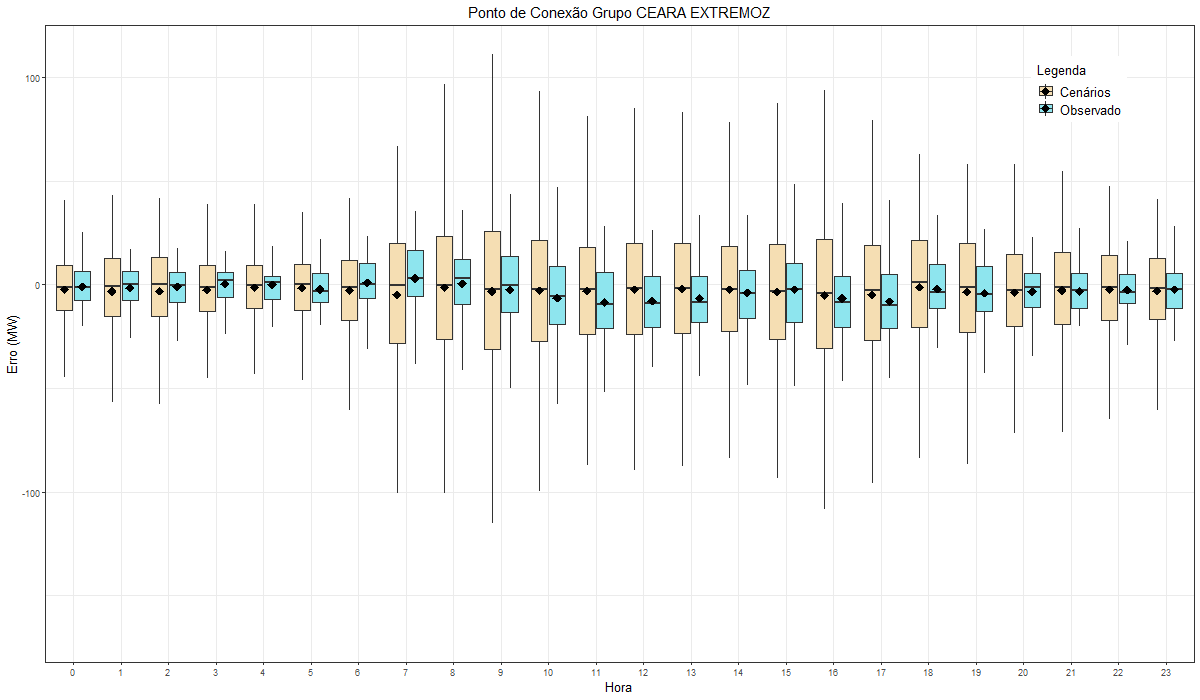 Ponto de Conexão Grupo CEARA EXTREMOZ
Legenda
Cenários
Observado
100
0
-100
Erro (MW)
0 1 2 3 4 5 6 7 8 9 10 11 12 13 14 15 16 17 18 19 20 21 22 23
Hora